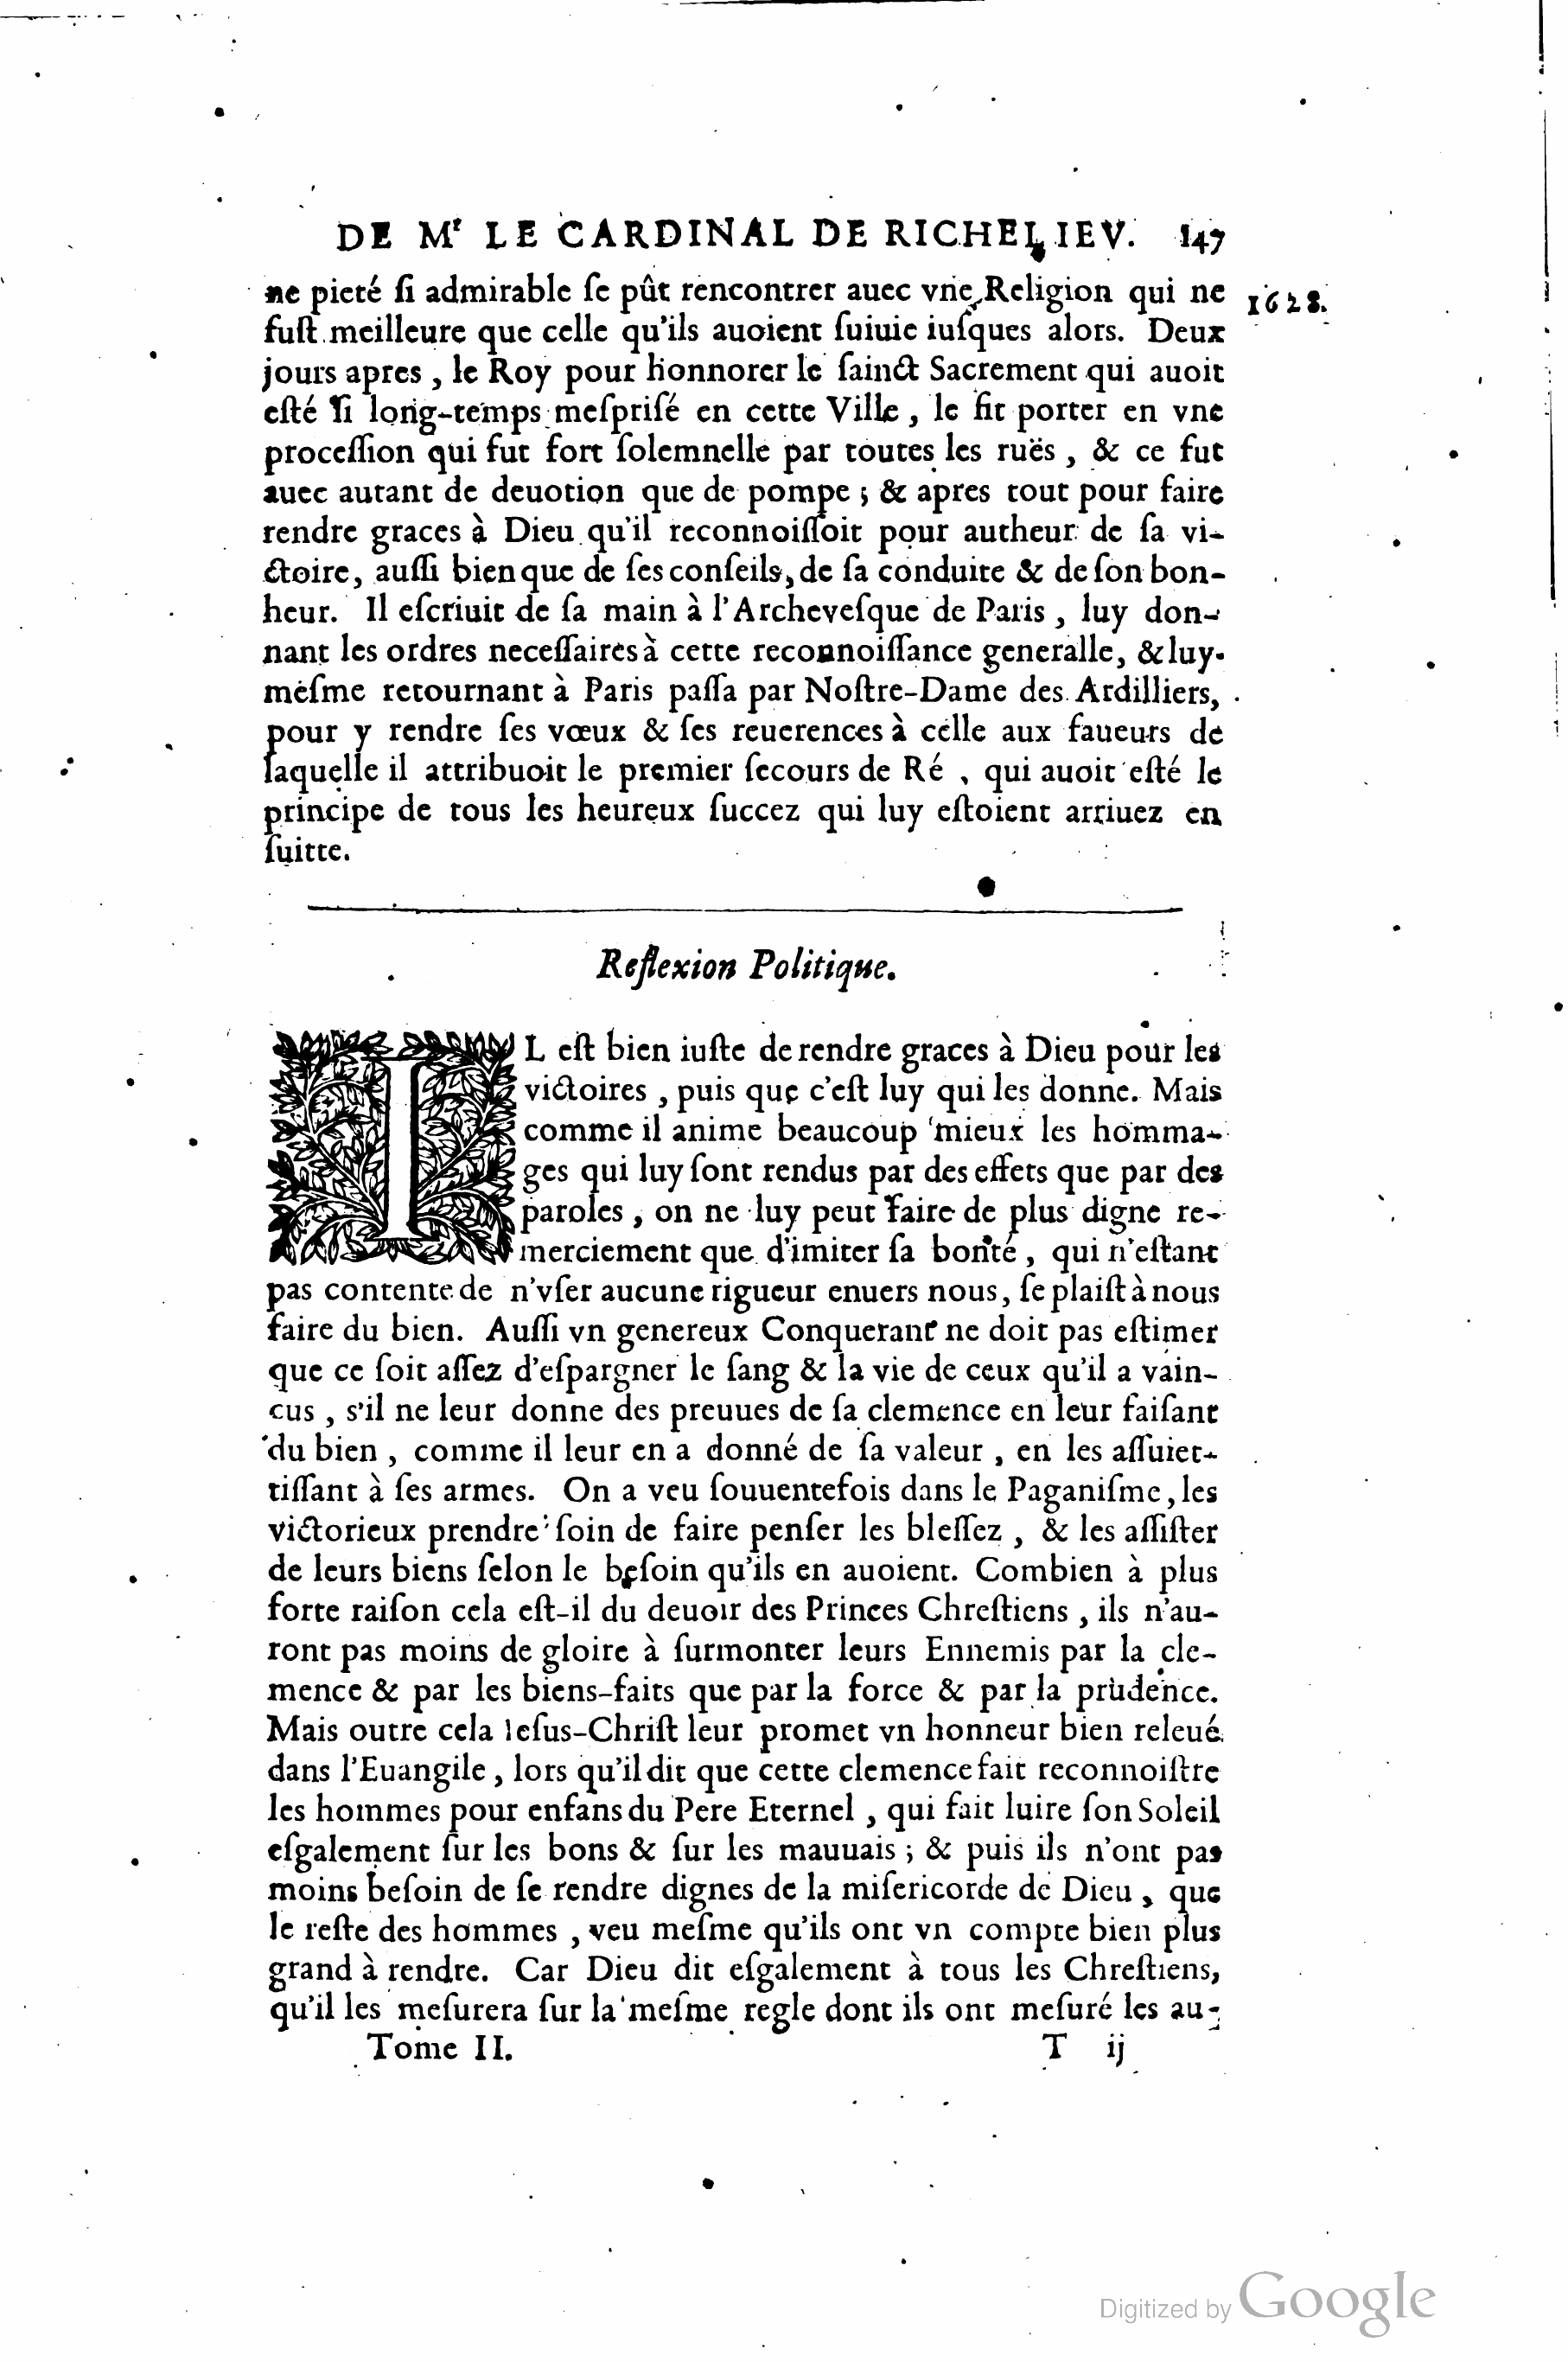 DE Mr LE CARDINAL DE RICHELIEV. 147
ne pieté ſi admirable ſe pût rencontrer auec vne Religion qui ne 1628.
fuſt meilleure que celle qu'ils auoient ſuiuie iuſques alors. Deux
jours apres, le Roy pour honnorer le ſainct Sacrement qui auoit
eſté ſi long-temps meſpriſé en cette Ville, le fit porter en vne
proceſſion qui fut fort ſolemnelle par toutes les ruës, & ce fut
auec autant de deuotion que de pompe; & apres tout pour faire
rendre graces à Dieu qu'il reconnoiſſoit pour autheur de ſa vi-
ctoire, auſſi bien que de ſes conſeils, de ſa conduite & de ſon bon-
heur. Il eſcriuit de ſa main à l'Archeveſque de Paris, luy don-
nant les ordres neceſſaires à cette reconnoiſſance generalle, & luy-
meſme retournant à Paris paſſa par Noſtre-Dame des Ardilliers,
pour y rendre ſes vœux & ſes reuerences à celle aux faueurs de
laquelle il attribuoit le premier ſecours de Ré, qui auoit eſté le
principe de tous les heureux ſuccez qui luy eſtoient arriuez en
ſuitte.
Reflexion Politique.
IL eſt bien iuſte de rendre graces à Dieu pour les
victoires, puis que c'eſt luy qui les donne. Mais
comme il anime beaucoup mieux les homma-
ges qui luy ſont rendus par des effets que par des
paroles, on ne luy peut faire de plus digne re-
merciement que d'imiter ſa bonté, qui n'eſtant
pas contente de n'vſer aucune rigueur enuers nous, ſe plaiſt à nous
faire du bien. Auſſi vn genereux Conquerant ne doit pas eſtimer
que ce ſoit aſſez d'eſpargner le ſang & la vie de ceux qu'il a vain-
cus, s'il ne leur donne des preuues de ſa clemence en leur faiſant
du bien, comme il leur en a donné de ſa valeur, en les aſſuiet-
tiſſant à ſes armes. On a veu ſouuentefois dans le Paganiſme, les
victorieux prendre ſoin de faire penſer les bleſſez, & les aſſiſter
de leurs biens ſelon le beſoin qu'ils en auoient. Combien à plus
forte raiſon cela eſt-il du deuoir des Princes Chreſtiens, ils n'au-
ront pas moins de gloire à ſurmonter leurs Ennemis par la cle-
mence & par les biens-faits que par la force & par la prudence.
Mais outre cela Ieſus-Chriſt leur promet vn honneur bien releué
dans l'Euangile, lors qu'il dit que cette clemence fait reconnoiſtre
les hommes pour enfans du Pere Eternel, qui fait luire ſon Soleil
eſgalement ſur les bons & ſur les mauuais; & puis ils n'ont pas
moins beſoin de ſe rendre dignes de la miſericorde de Dieu, que
le reſte des hommes, veu meſme qu'ils ont vn compte bien plus
grand à rendre. Car Dieu dit eſgalement à tous les Chreſtiens,
qu'il les meſurera ſur la meſme regle dont ils ont meſuré les au-
Tome II. T ij
Digitized by Google